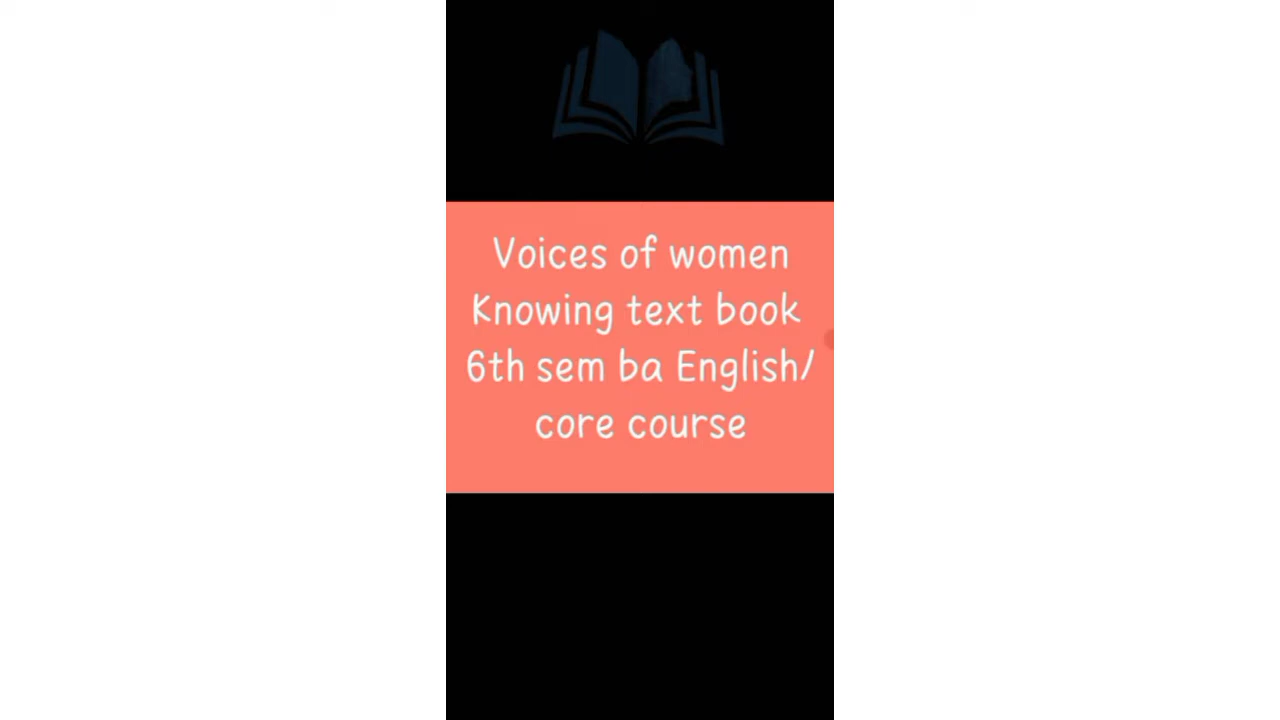 Voices of women
Knowing text book
6th sem ba English/
core course